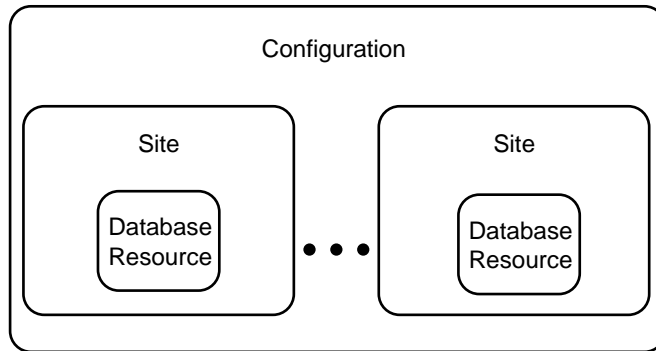 Configuration
Site
Site
Database
Resource
Database
Resource